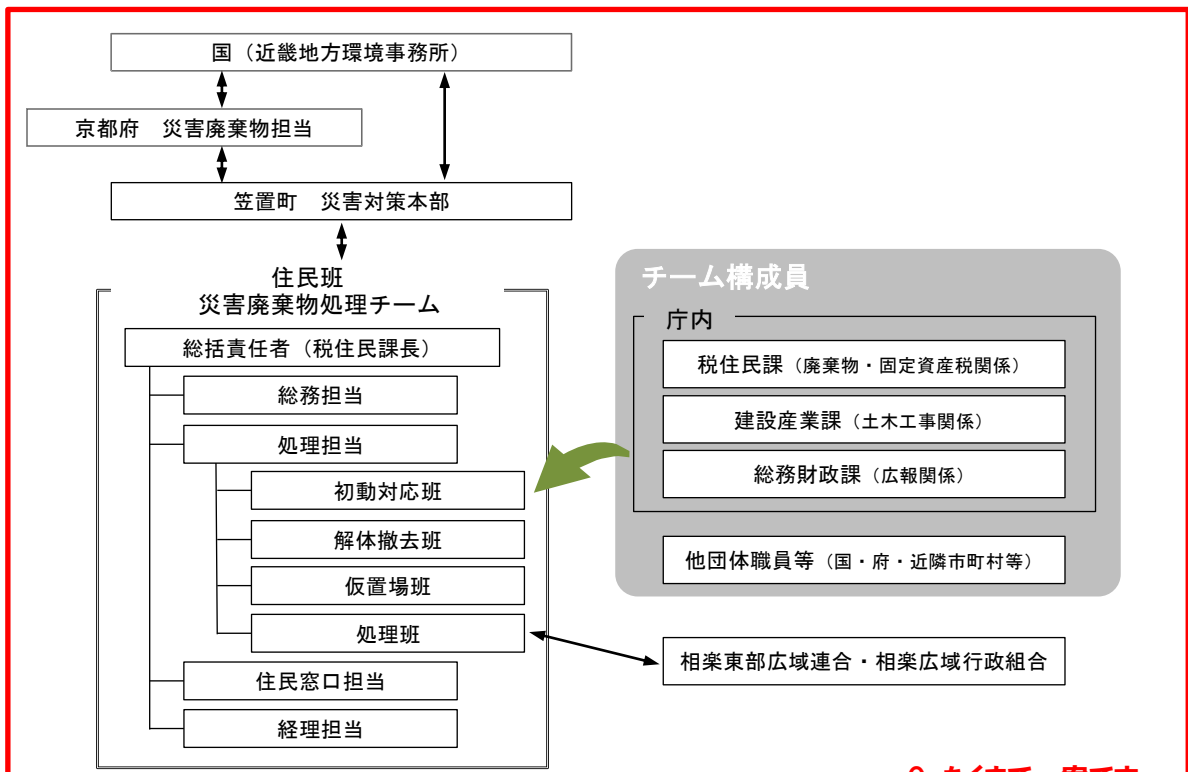 国（近畿地方環境事務所）
京都府　災害廃棄物担当
笠置町　災害対策本部
住民班
災害廃棄物処理チーム
総括責任者（税住民課長）
総務担当
処理担当
初動対応班
解体撤去班
仮置場班
処理班
住民窓口担当
経理担当
チーム構成員
庁内
税住民課（廃棄物・固定資産税関係）
建設産業課（土木工事関係）
総務財政課（広報関係）
他団体職員等（国・府・近隣市町村等）
相楽東部広域連合・相楽広域行政組合